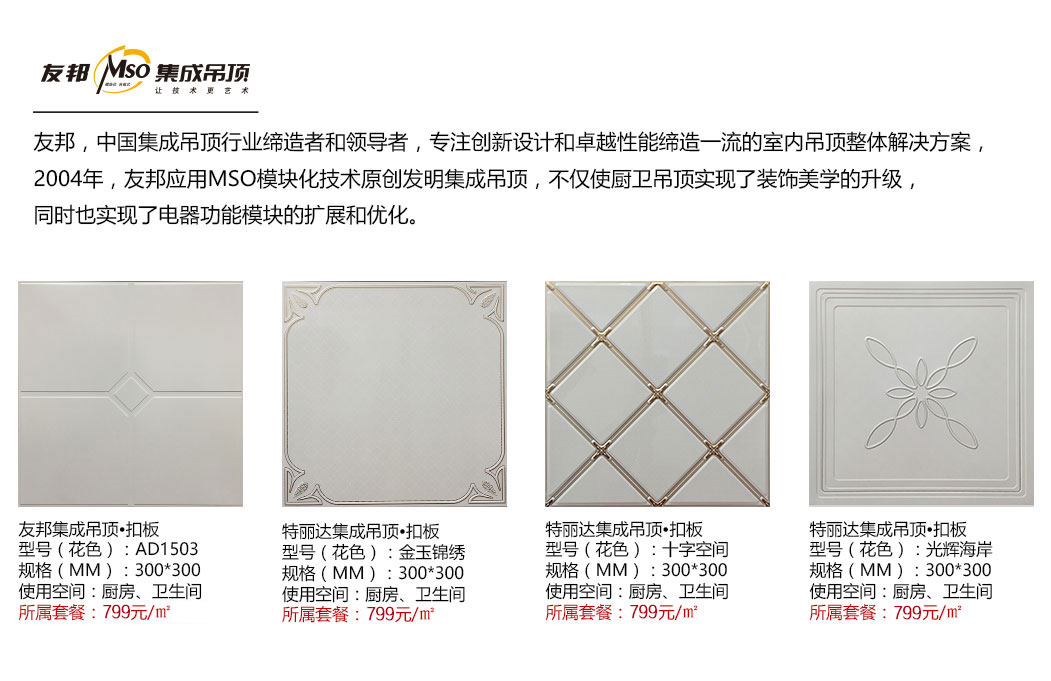 友邦 MSO 集成吊顶
让技术更艺术
友邦，中国集成吊顶行业缔造者和领导者，专注创新设计和卓越性能缔造一流的室内吊顶整体解决方案，
2004年，友邦应用MSO模块化技术原创发明集成吊顶，不仅使厨卫吊顶实现了装饰美学的升级，
同时也实现了电器功能模块的扩展和优化。
友邦集成吊顶•扣板
型号（花色）：AD1503
规格（MM）：300*300
使用空间：厨房、卫生间
所属套餐：799元/㎡
特丽达集成吊顶•扣板
型号（花色）：金玉锦绣
规格（MM）：300*300
使用空间：厨房、卫生间
所属套餐：799元/㎡
特丽达集成吊顶•扣板
型号（花色）：十字空间
规格（MM）：300*300
使用空间：厨房、卫生间
所属套餐：799元/㎡
特丽达集成吊顶•扣板
型号（花色）：光辉海岸
规格（MM）：300*300
使用空间：厨房、卫生间
所属套餐：799元/㎡